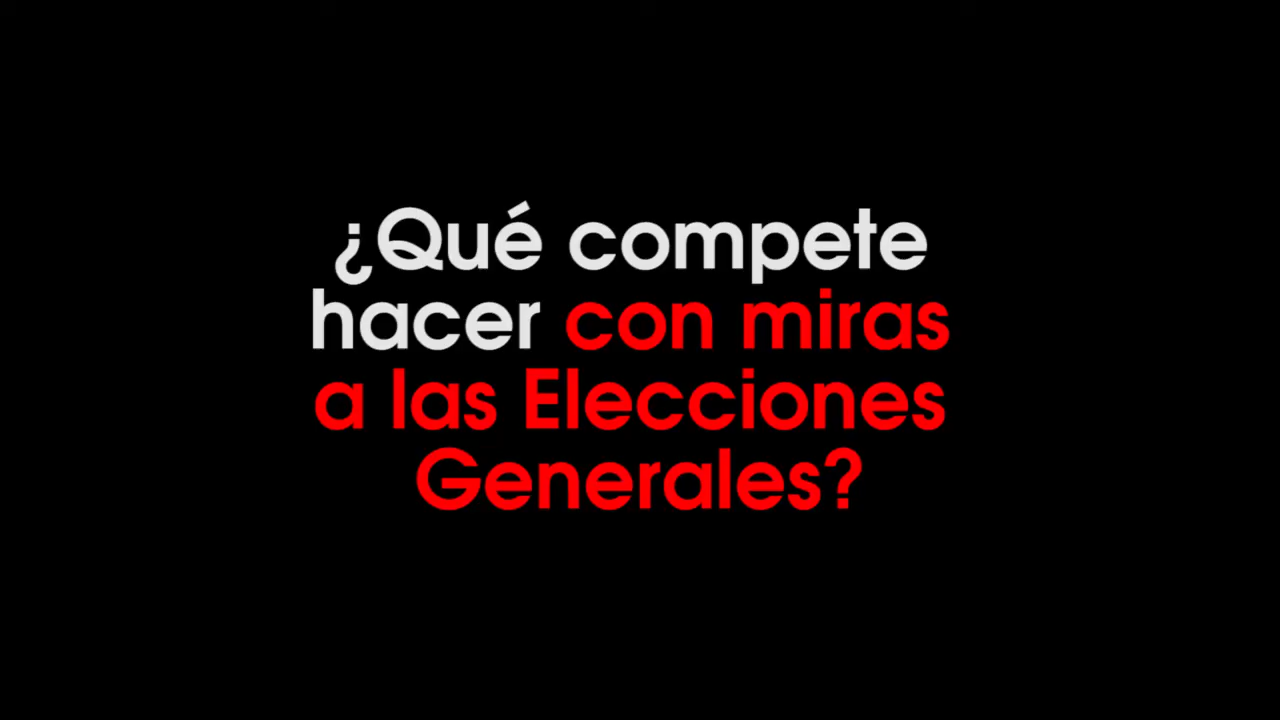 ¿Qué compete
hacer con miras
a las Elecciones
Generales?